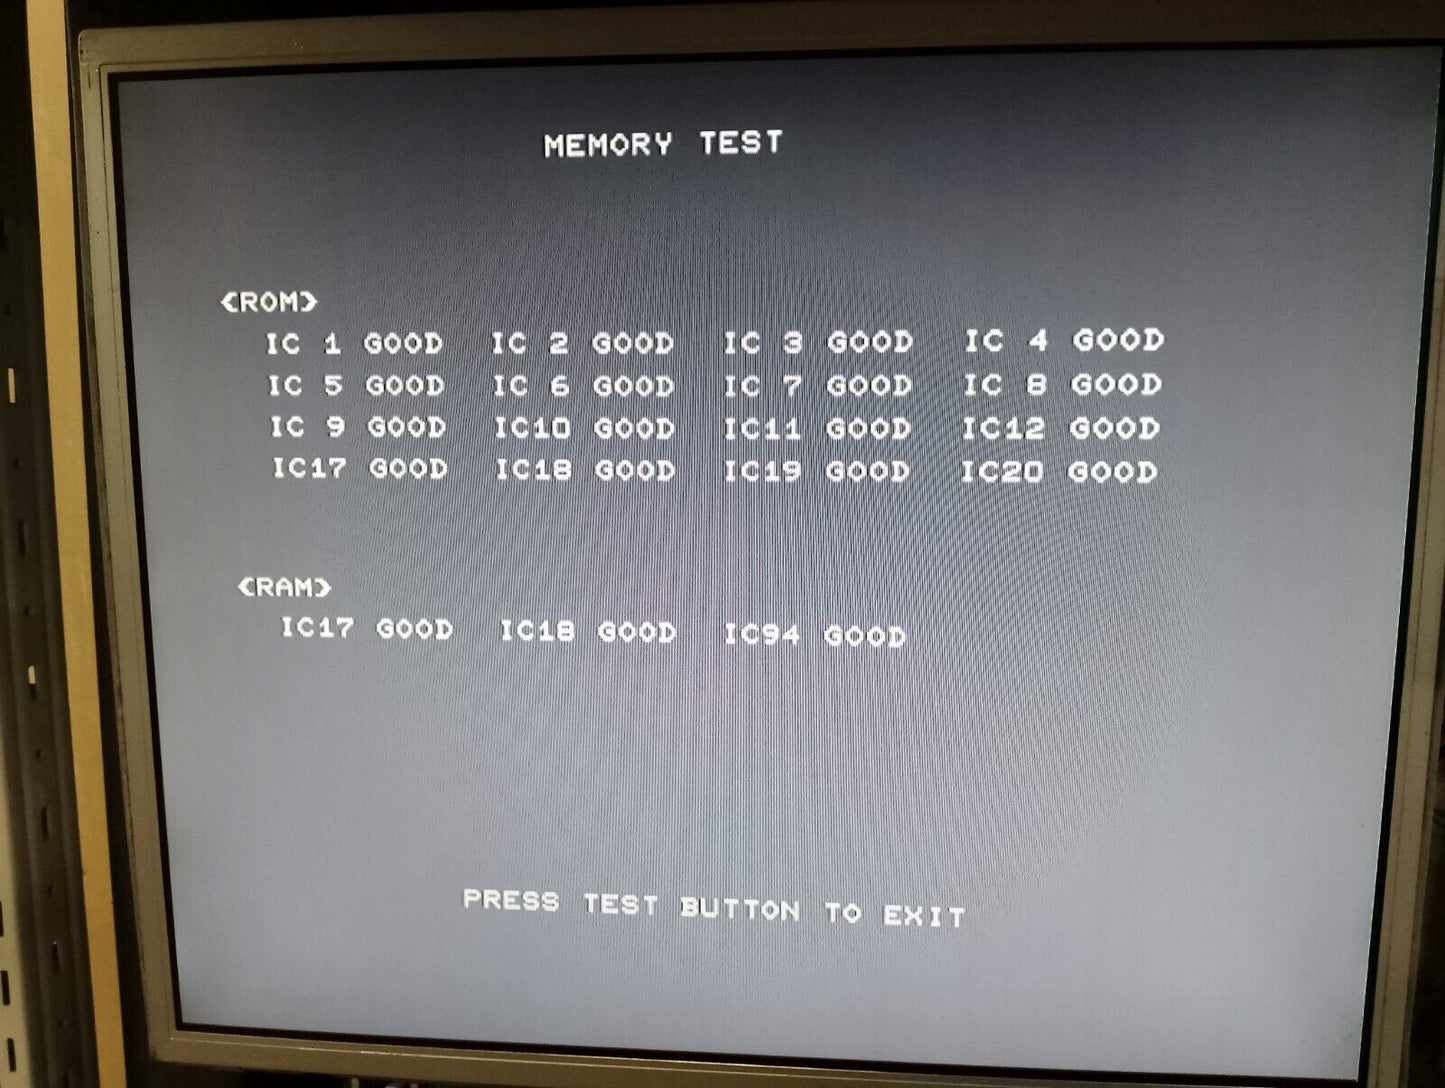 MEMORY TEST
<ROM>
IC 1 GOOD IC 2 GOOD IC 3 GOOD IC 4 GOOD
IC 5 GOOD IC 6 GOOD IC 7 GOOD IC 8 GOOD
IC 9 GOOD IC10 GOOD IC11 GOOD IC12 GOOD
IC17 GOOD IC18 GOOD IC19 GOOD IC20 GOOD
<RAM>
IC17 GOOD IC18 GOOD IC94 GOOD
PRESS TEST BUTTON TO EXIT